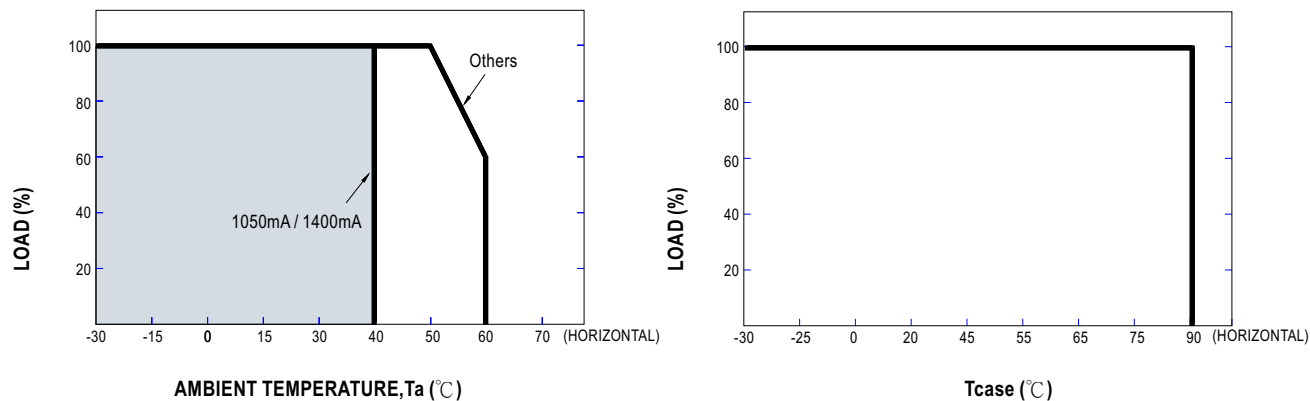 100
80
60
40
20
LOAD (%)
Others
1050mA / 1400mA
-30 -15 0 15 30 40 50 60 70 (HORIZONTAL)
AMBIENT TEMPERATURE,Ta (℃)
100
80
60
40
20
LOAD (%)
-30 -25 0 20 45 55 65 75 90 (HORIZONTAL)
Tcase (℃)